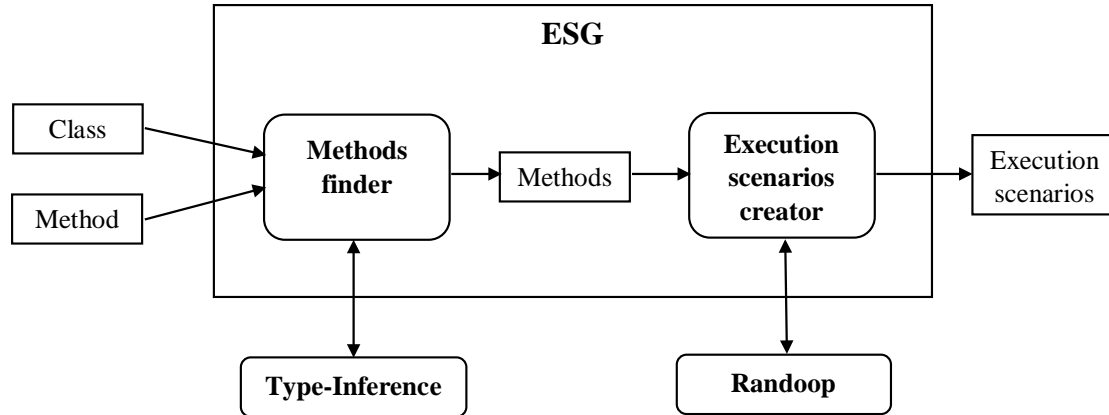 ESG
Class
Method
Methods
finder
Methods
Execution
scenarios
creator
Execution
scenarios
Type-Inference
Randoop